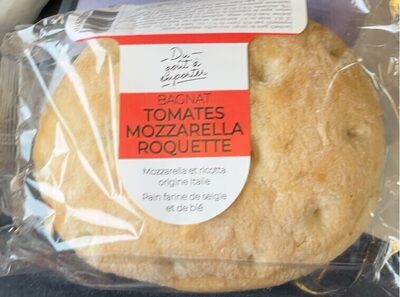 Du
goût à
emporter
BAGNAT
TOMATES
MOZZARELLA
ROQUETTE
Mozzarella et ricotta
origine Italie
Pain farine de seigle
et de blé